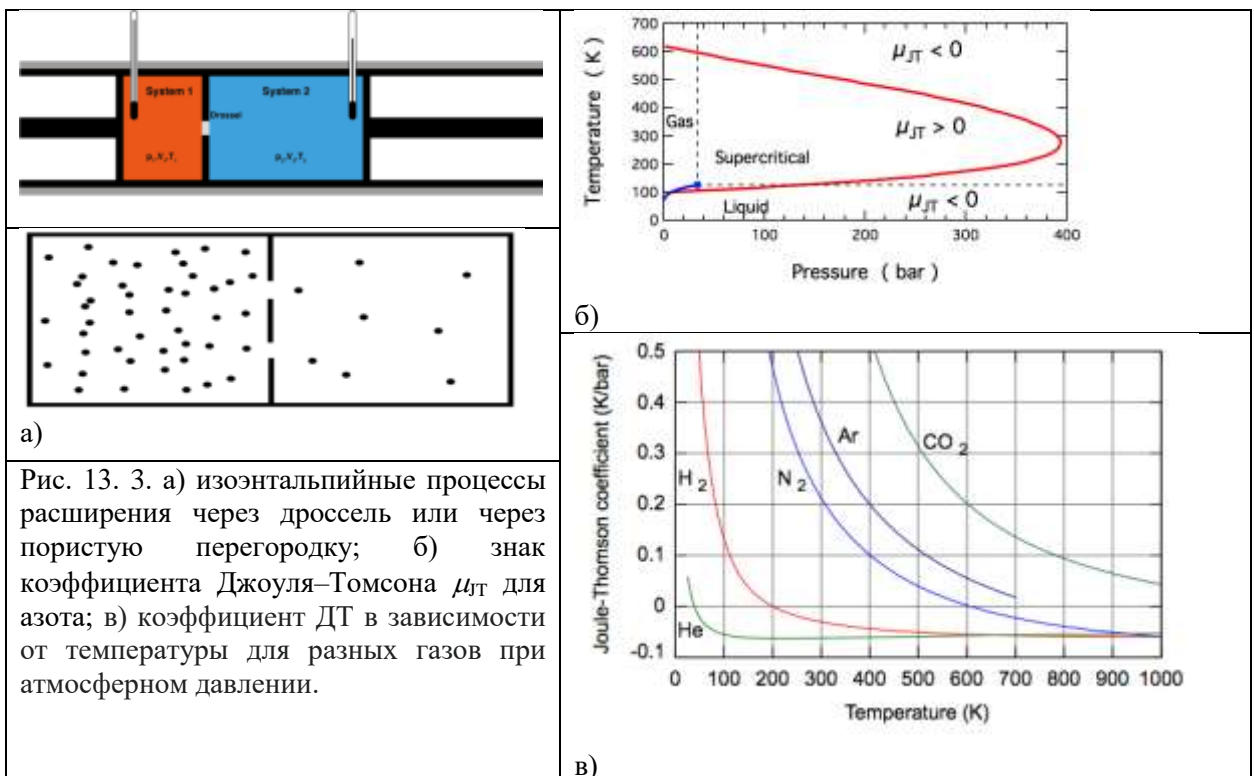 System 1
System 2
Drossel
p₁,V₁,T₁
p₂,V₂,T₂
а)
Рис. 13. 3. а) изоэнтальпийные процессы
расширения через дроссель или через
пористую перегородку; б) знак
коэффициента Джоуля–Томсона μJT для
азота; в) коэффициент ДТ в зависимости
от температуры для разных газов при
атмосферном давлении.
Temperature ( K )
700
600
500
400
300
200
100
0
μJT < 0
Gas
μJT > 0
Supercritical
Liquid
μJT < 0
0 100 200 300 400
Pressure ( bar )
б)
Joule-Thomson coefficient (K/bar)
0.5
0.4
0.3
0.2
0.1
0
-0.1
Ar
CO2
H2
N2
He
0 100 200 300 400 500 600 700 800 900 1000
Temperature (K)
в)